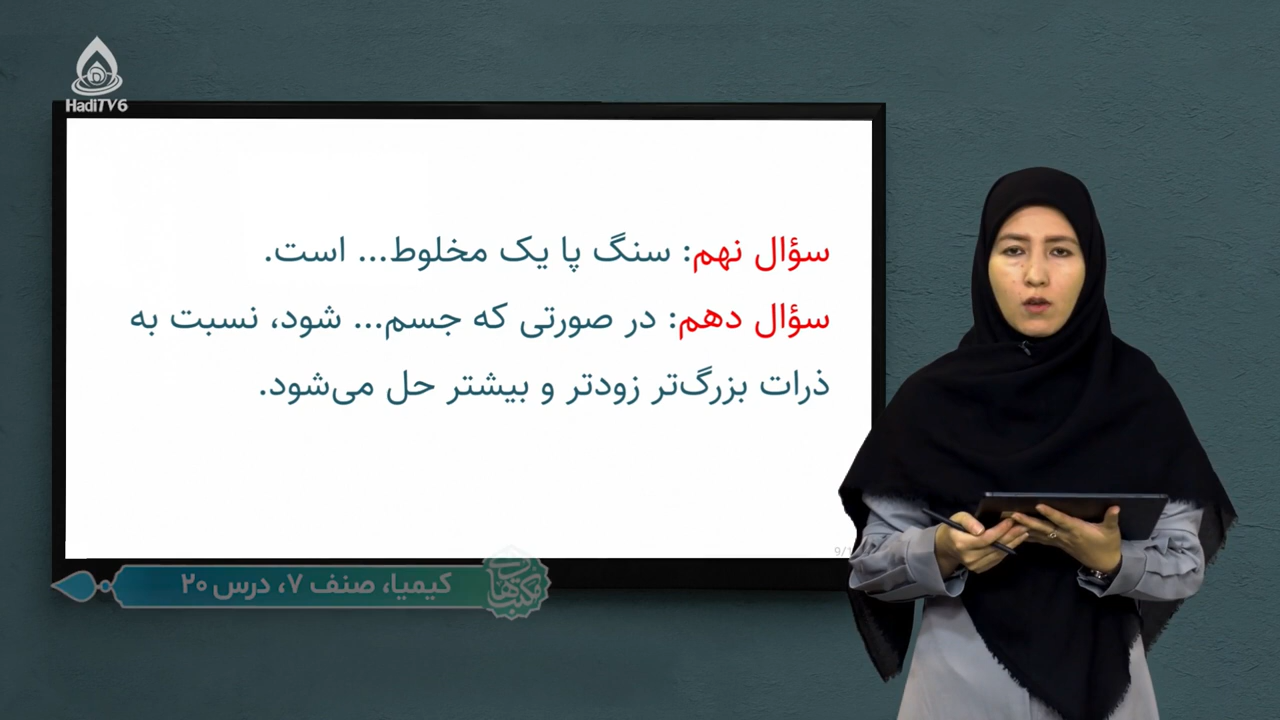 HadiTV6
سؤال نهم: سنگ پا یک مخلوط... است.
سؤال دهم: در صورتی که جسم... شود، نسبت به
ذرات بزرگ‌تر زودتر و بیشتر حل می‌شود.
کیمیا، صنف ۷، درس ۲۰